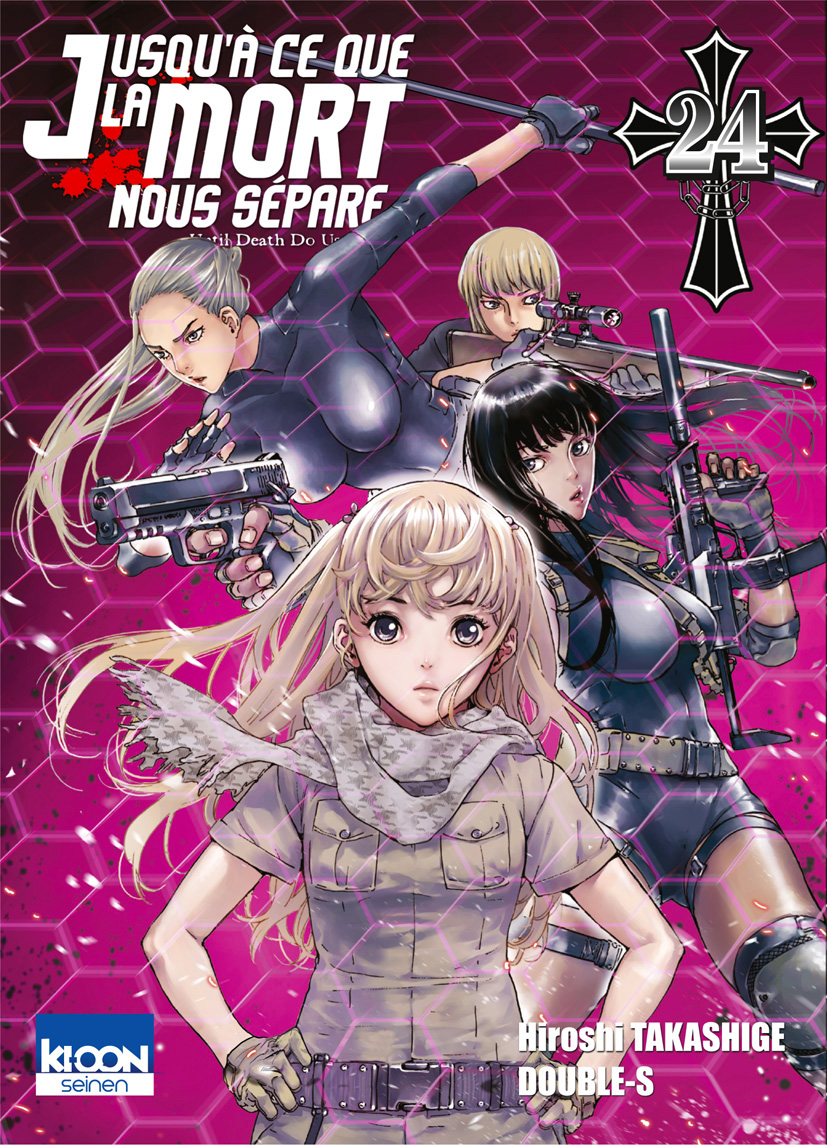 JUSQU'À CE QUE
LA MORT
NOUS SÉPARE
Until Death Do Us
24
Hiroshi TAKASHIGE
DOUBLE-S
ki-oon
seinen